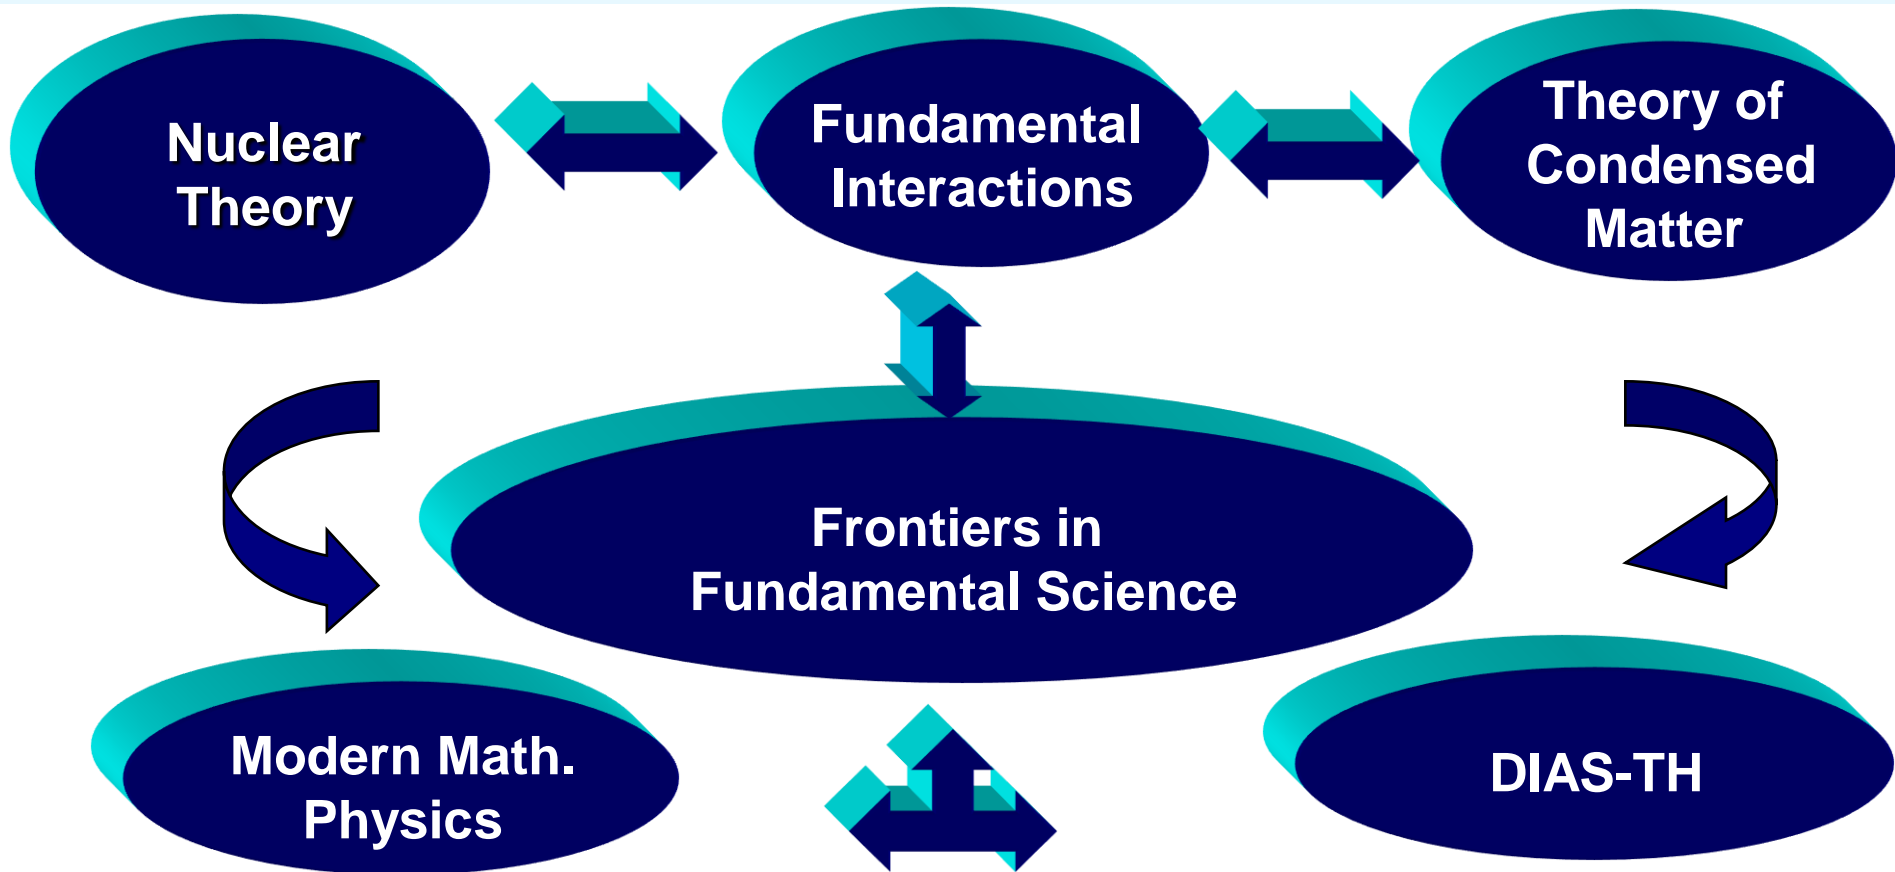 Nuclear
Theory
Fundamental
Interactions
Theory of
Condensed
Matter
Frontiers in
Fundamental Science
Modern Math.
Physics
DIAS-TH